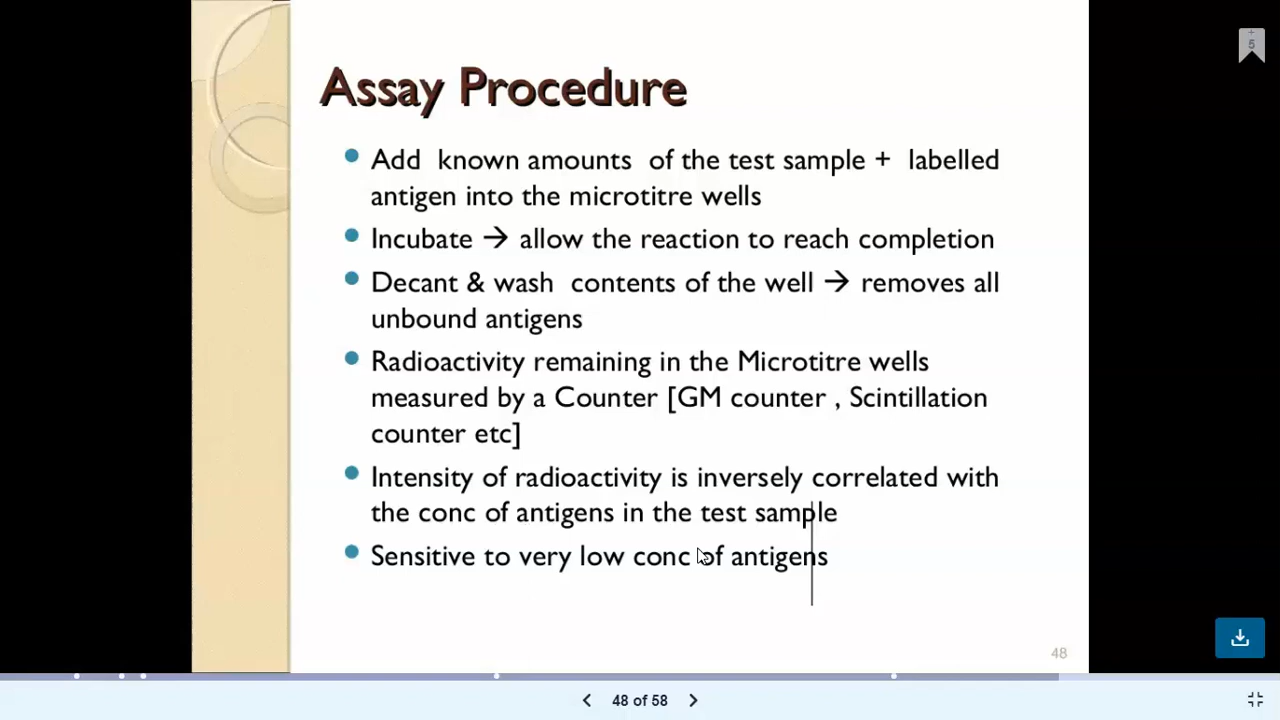 5
Assay Procedure
Add known amounts of the test sample + labelled
antigen into the microtitre wells
Incubate → allow the reaction to reach completion
Decant & wash contents of the well → removes all
unbound antigens
Radioactivity remaining in the Microtitre wells
measured by a Counter [GM counter , Scintillation
counter etc]
Intensity of radioactivity is inversely correlated with
the conc of antigens in the test sample
Sensitive to very low conc of antigens
48
48 of 58